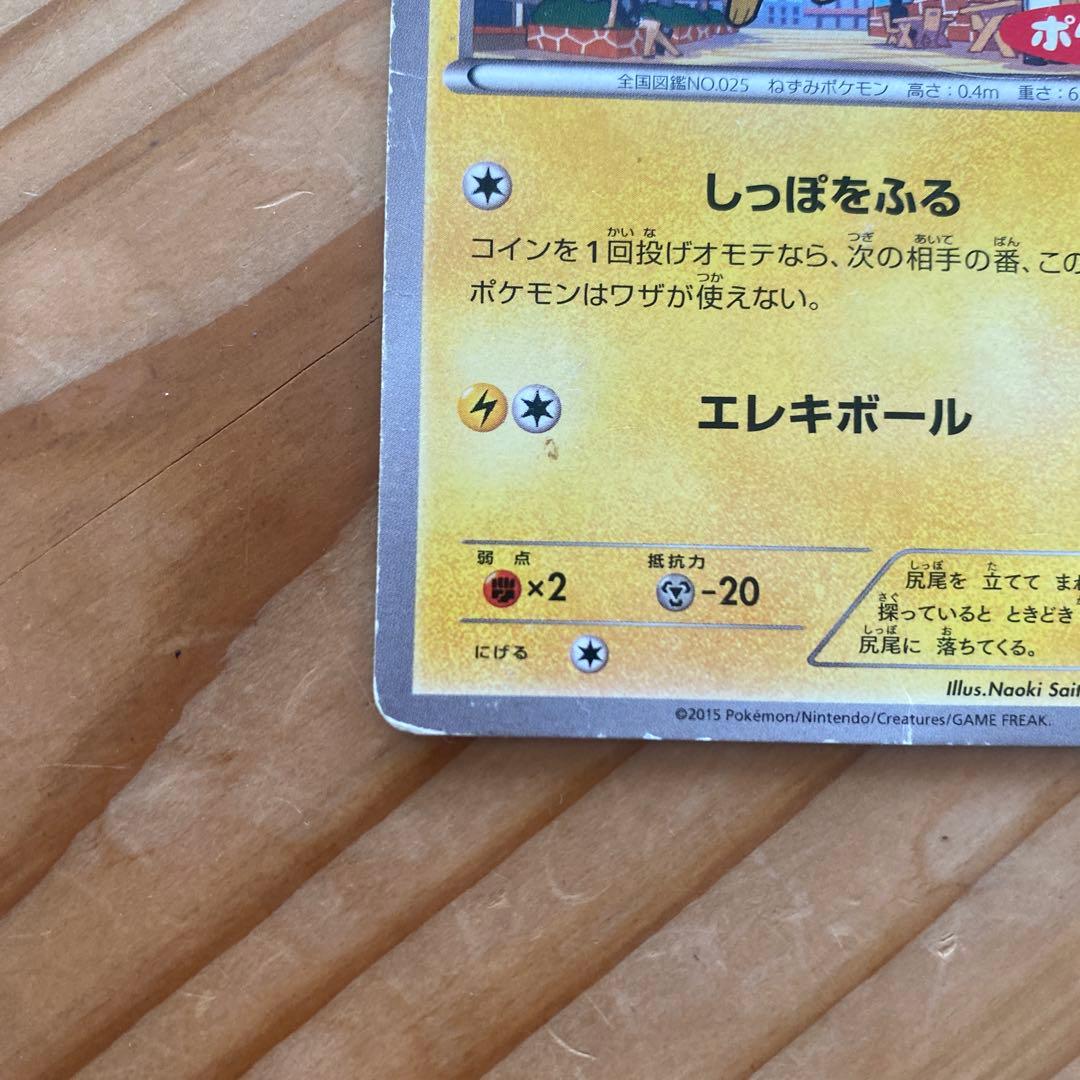 ポ
全国図鑑NO.025 ねずみポケモン 高さ：0.4m 重さ：6
しっぽをふる
コインを1回投げオモテなら、次の相手の番、この
ポケモンはワザが使えない。
エレキボール
弱点 抵抗力
×2 -20
にげる
尻尾を 立てて まわ
探っていると ときどき
尻尾に 落ちてくる。
Illus.Naoki
©2015 Pokémon/Nintendo/Creatures/GAME FREAK.